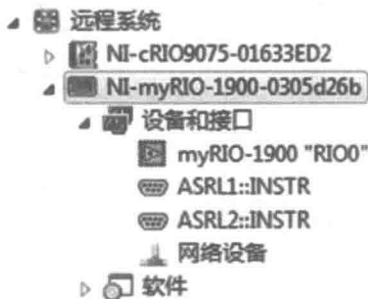 远程系统
NI-cRIO9075-01633ED2
NI-myRIO-1900-0305d26b
设备和接口
myRIO-1900 "RIO0"
ASRL1::INSTR
ASRL2::INSTR
网络设备
软件